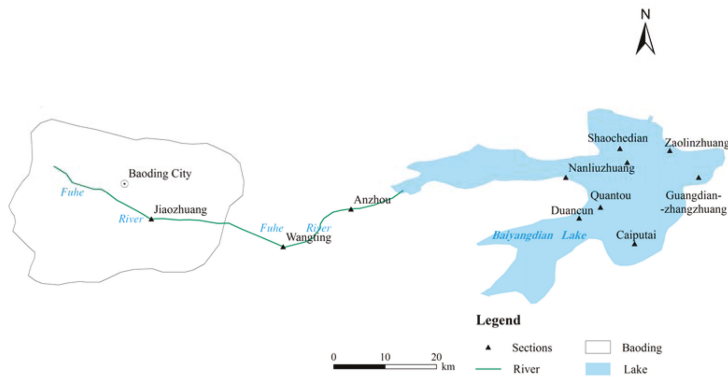 N
Shaochedian
Zaolinzhuang
Nanliuzhuang
Baoding City
Fuhe
Guangdian-
-zhangzhuang
Quantou
Anzhou
Jiaozhuang
River
Duancun
Fuhe River
Wangting
Baiyangdian Lake
Caiputai
Legend
Sections
Baoding
River
Lake
0 10 20
km